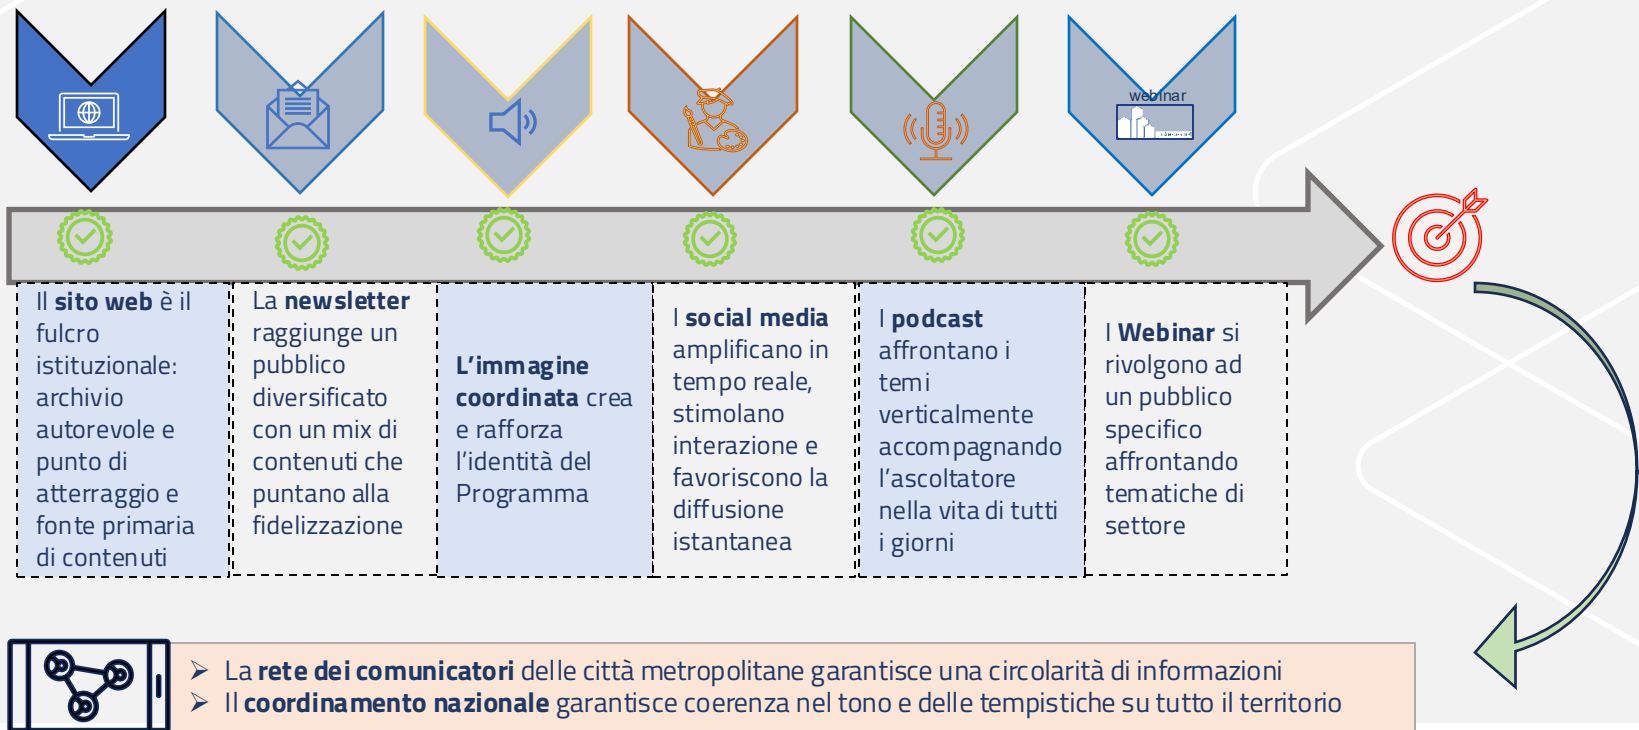 webinar
Il sito web è il
fulcro
istituzionale:
archivio
autorevole e
punto di
atterraggio e
fonte primaria
di contenuti
La newsletter
raggiunge un
pubblico
diversificato
con un mix di
contenuti che
puntano alla
fidelizzazione
L’immagine
coordinata crea
e rafforza
l’identità del
Programma
I social media
amplificano in
tempo reale,
stimolano
interazione e
favoriscono la
diffusione
istantanea
I podcast
affrontano i
temi
verticalmente
accompagnando
l’ascoltatore
nella vita di tutti
i giorni
I Webinar si
rivolgono ad
un pubblico
specifico
affrontando
tematiche di
settore
➢ La rete dei comunicatori delle città metropolitane garantisce una circolarità di informazioni
➢ Il coordinamento nazionale garantisce coerenza nel tono e delle tempistiche su tutto il territorio